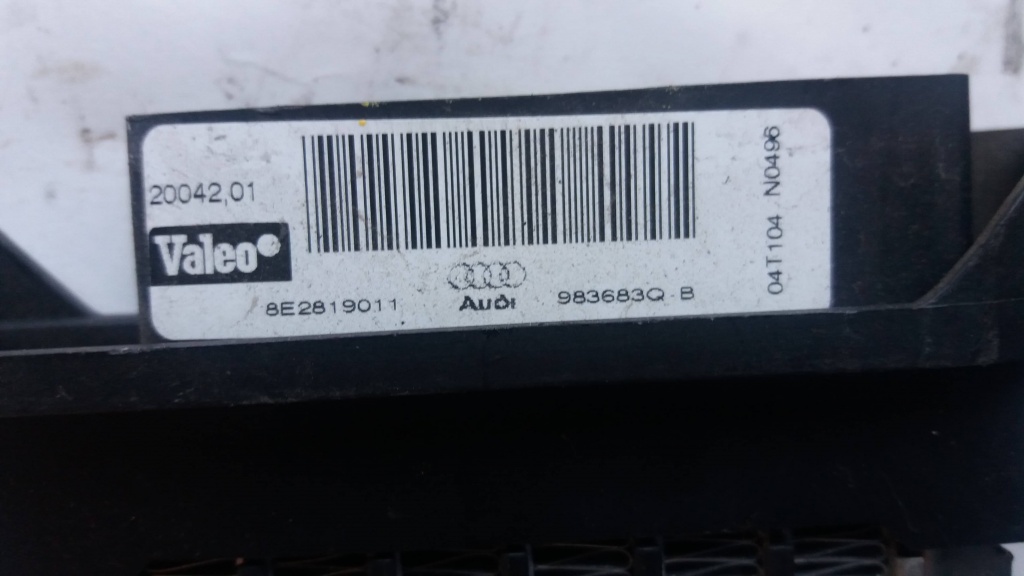 20042,01
Valeo
8E2819011
Audi
983683Q-B
04T104 N0496